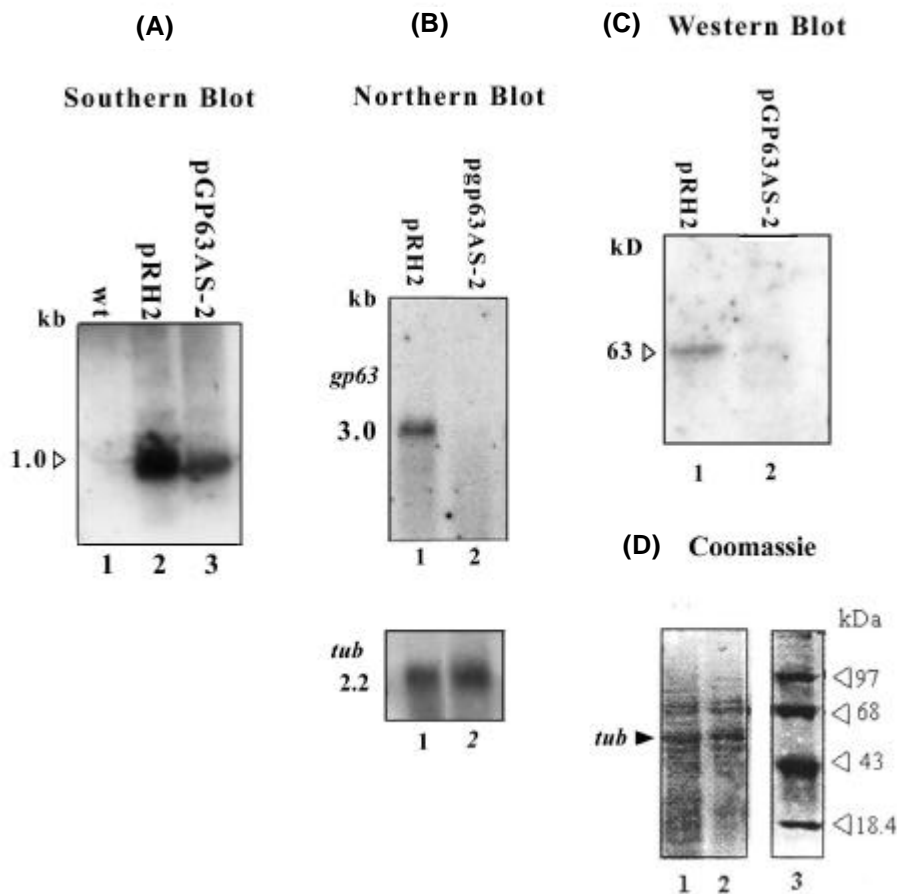 (A)
Southern Blot
wt
pRH2
pGP63AS-2
kb
1.0
1 2 3
(B)
Northern Blot
pRH2
pgp63AS-2
kb
gp63
3.0
1 2
tub
2.2
1 2
(C) Western Blot
pRH2
pGP63AS-2
kD
63
1 2
(D) Coomassie
kDa
97
68
tub
43
18.4
1 2 3